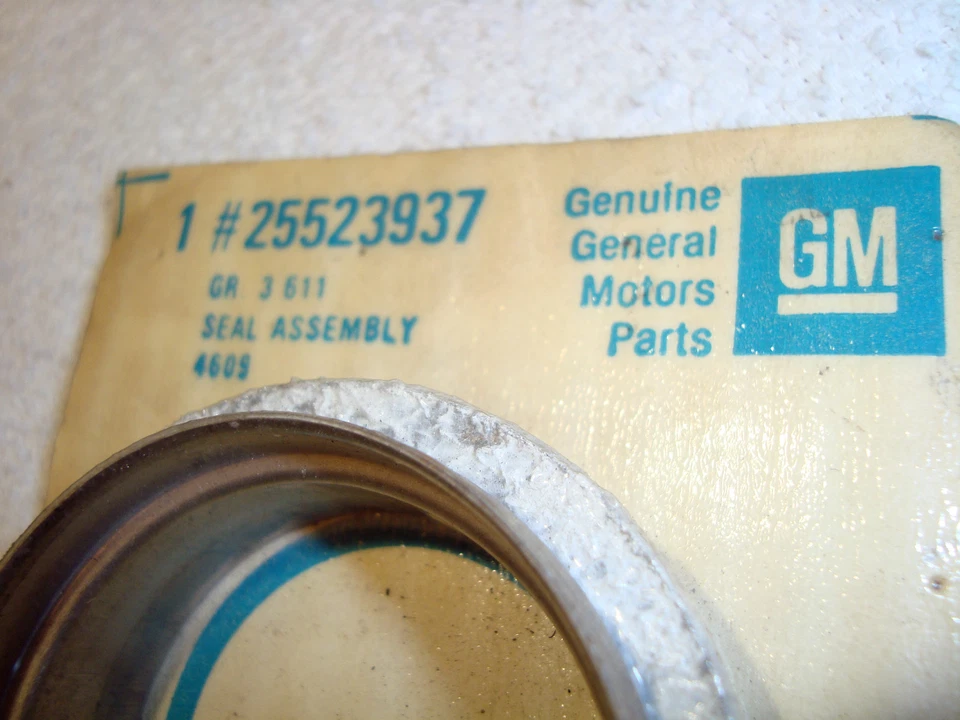 1 #25523937
GR 3 611
SEAL ASSEMBLY
4609
Genuine
General
Motors
Parts
GM